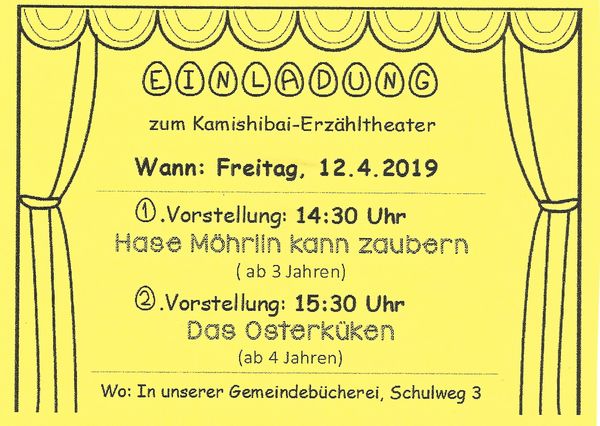 EINLADUNG
zum Kamishibai-Erzähltheater
Wann: Freitag, 12.4.2019
①.Vorstellung: 14:30 Uhr
Hase Möhrlin kann zaubern
( ab 3 Jahren)
②.Vorstellung: 15:30 Uhr
Das Osterküken
(ab 4 Jahren)
Wo: In unserer Gemeindebücherei, Schulweg 3